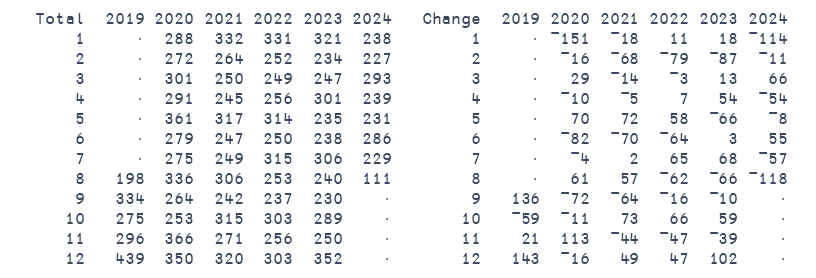 Total 2019 2020 2021 2022 2023 2024 Change 2019 2020 2021 2022 2023 2024
1 · 288 332 331 321 238 1 · ¯151 ¯18 11 18 ¯114
2 · 272 264 252 234 227 2 · ¯16 ¯68 ¯79 ¯87 ¯11
3 · 301 250 249 247 293 3 · 29 ¯14 ¯3 13 66
4 · 291 245 256 301 239 4 · ¯10 ¯5 7 54 ¯54
5 · 361 317 314 235 231 5 · 70 72 58 ¯66 ¯8
6 · 279 247 250 238 286 6 · ¯82 ¯70 ¯64 3 55
7 · 275 249 315 306 229 7 · ¯4 2 65 68 ¯57
8 198 336 306 253 240 111 8 · 61 57 ¯62 ¯66 ¯118
9 334 264 242 237 230 · 9 136 ¯72 ¯64 ¯16 ¯10 ·
10 275 253 315 303 289 · 10 ¯59 ¯11 73 66 59 ·
11 296 366 271 256 250 · 11 21 113 ¯44 ¯47 ¯39 ·
12 439 350 320 303 352 · 12 143 ¯16 49 47 102 ·